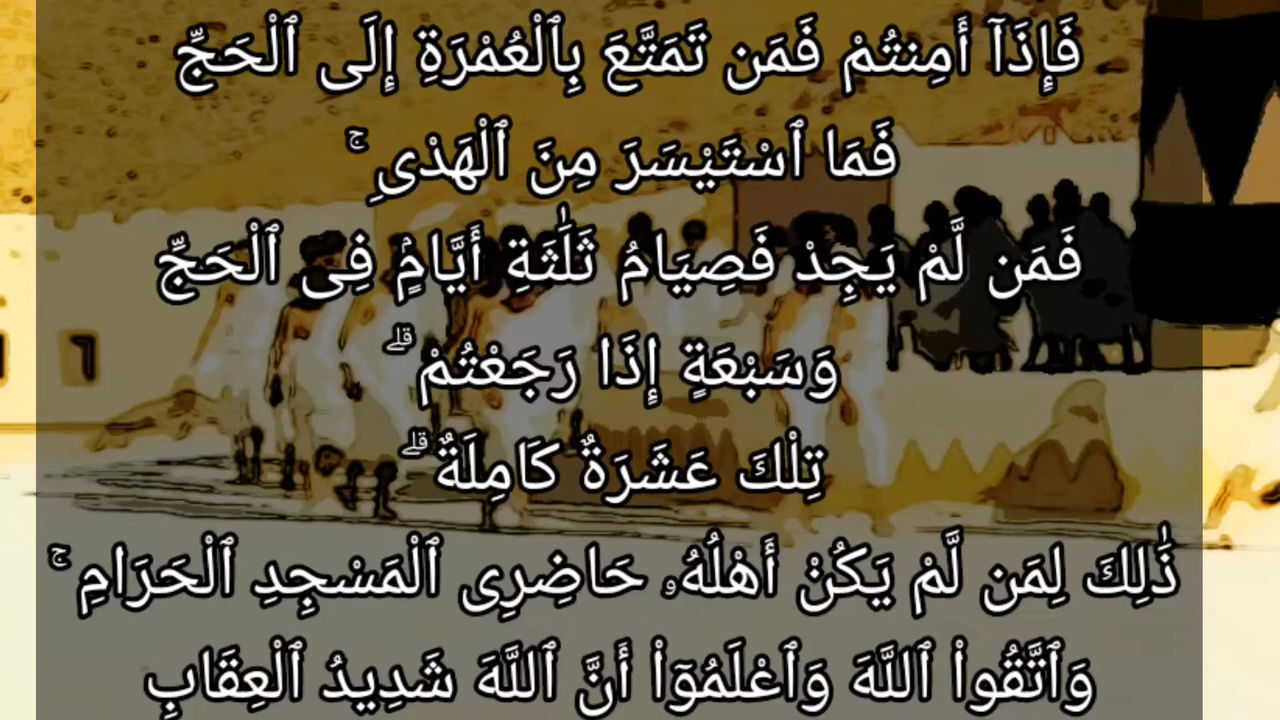 فَإِذَآ أَمِنتُمْ فَمَن تَمَتَّعَ بِٱلْعُمْرَةِ إِلَى ٱلْحَجِّ
فَمَا ٱسْتَيْسَرَ مِنَ ٱلْهَدْىِ ۚ
فَمَن لَّمْ يَجِدْ فَصِيَامُ ثَلَٰثَةِ أَيَّامٍۢ فِى ٱلْحَجِّ
وَسَبْعَةٍ إِذَا رَجَعْتُمْ ۗ
تِلْكَ عَشَرَةٌ كَامِلَةٌ ۗ
ذَٰلِكَ لِمَن لَّمْ يَكُنْ أَهْلُهُۥ حَاضِرِى ٱلْمَسْجِدِ ٱلْحَرَامِ ۚ
وَٱتَّقُوا۟ ٱللَّهَ وَٱعْلَمُوٓا۟ أَنَّ ٱللَّهَ شَدِيدُ ٱلْعِقَابِ